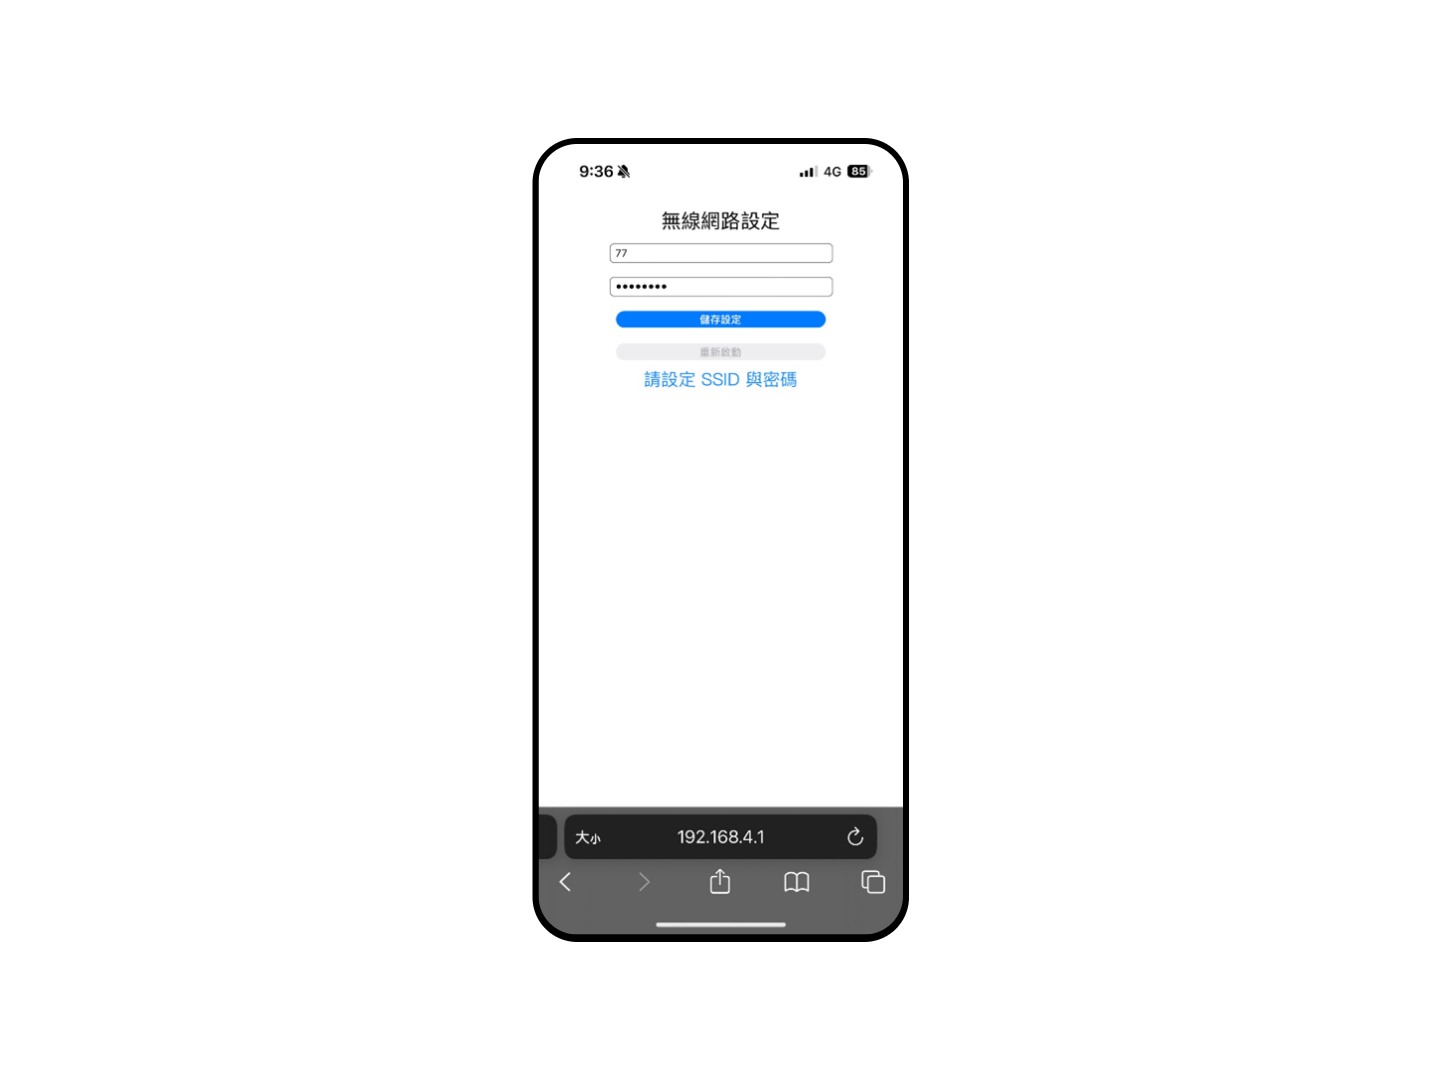 9:36 4G 85
無線網路設定
77
••••••••
儲存設定
重新啟動
請設定 SSID 與密碼
大小 192.168.4.1